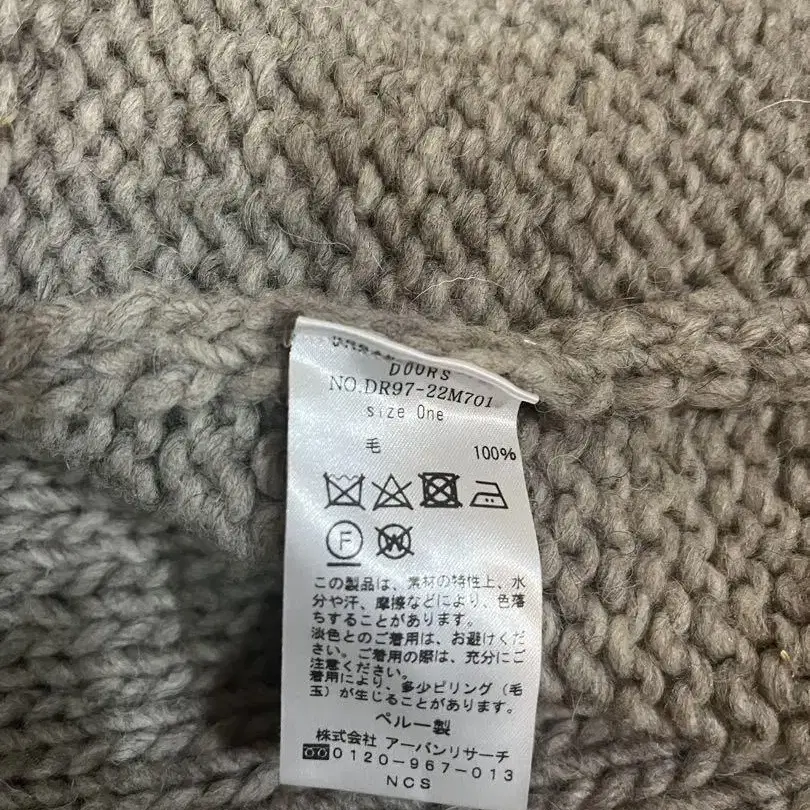 DOORS
NO.DR97-22M701
size One
毛 100%
F
W
この製品は、素材の特性上、水
分や汗、摩擦などにより、色落
ちすることがあります。
淡色とのご着用は、お避けくだ
さい。ご着用の際は、充分にご
注意ください。
着用により、多少ピリング(毛
玉)が生じることがあります。
ペルー製
株式会社 アーバンリサーチ
0120-967-013
NCS